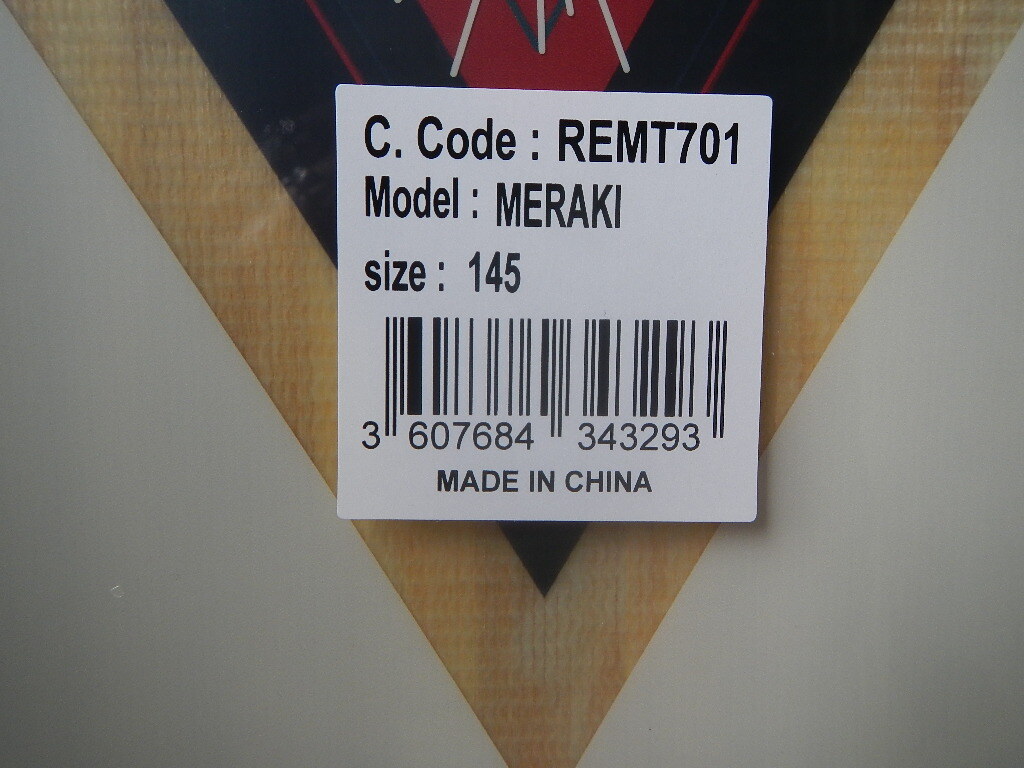 C. Code : REMT701
Model : MERAKI
size : 145
3 607684 343293
MADE IN CHINA